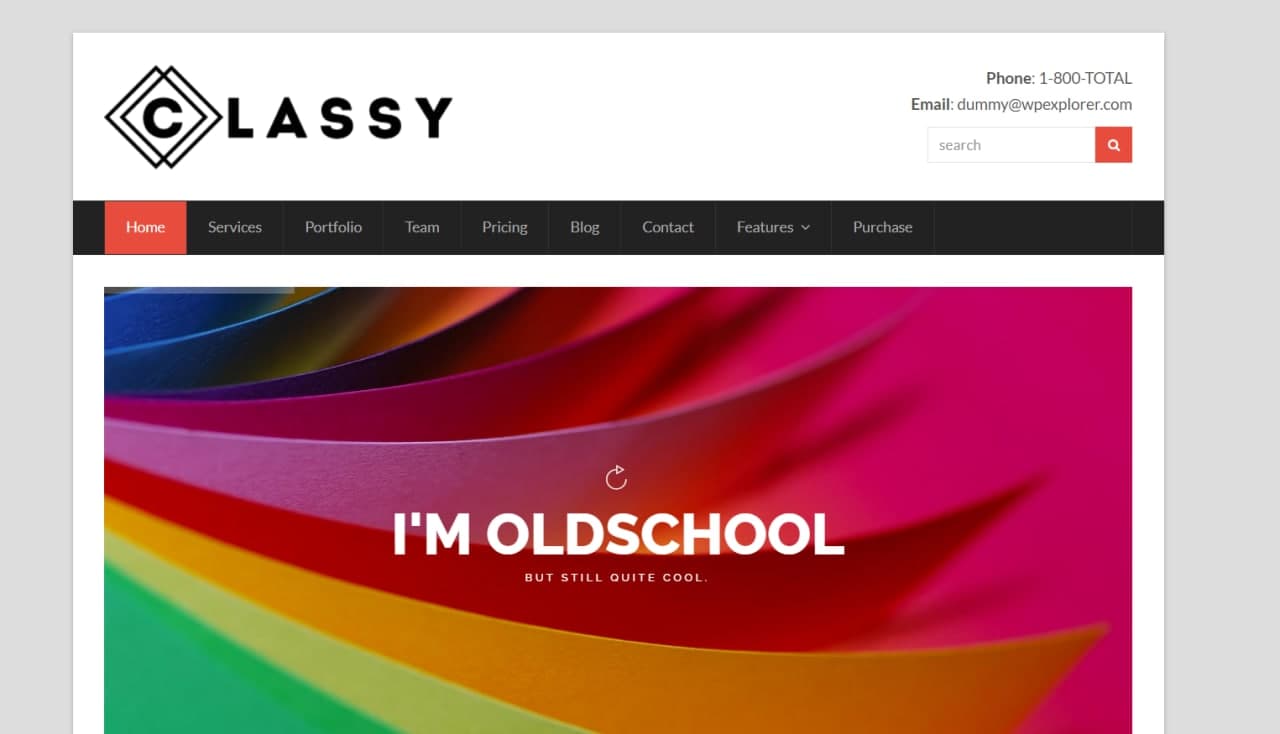 CLASSY
Phone: 1-800-TOTAL
Email: dummy@wpexplorer.com
search
Home Services Portfolio Team Pricing Blog Contact Features Purchase
I'M OLDSCHOOL
BUT STILL QUITE COOL.